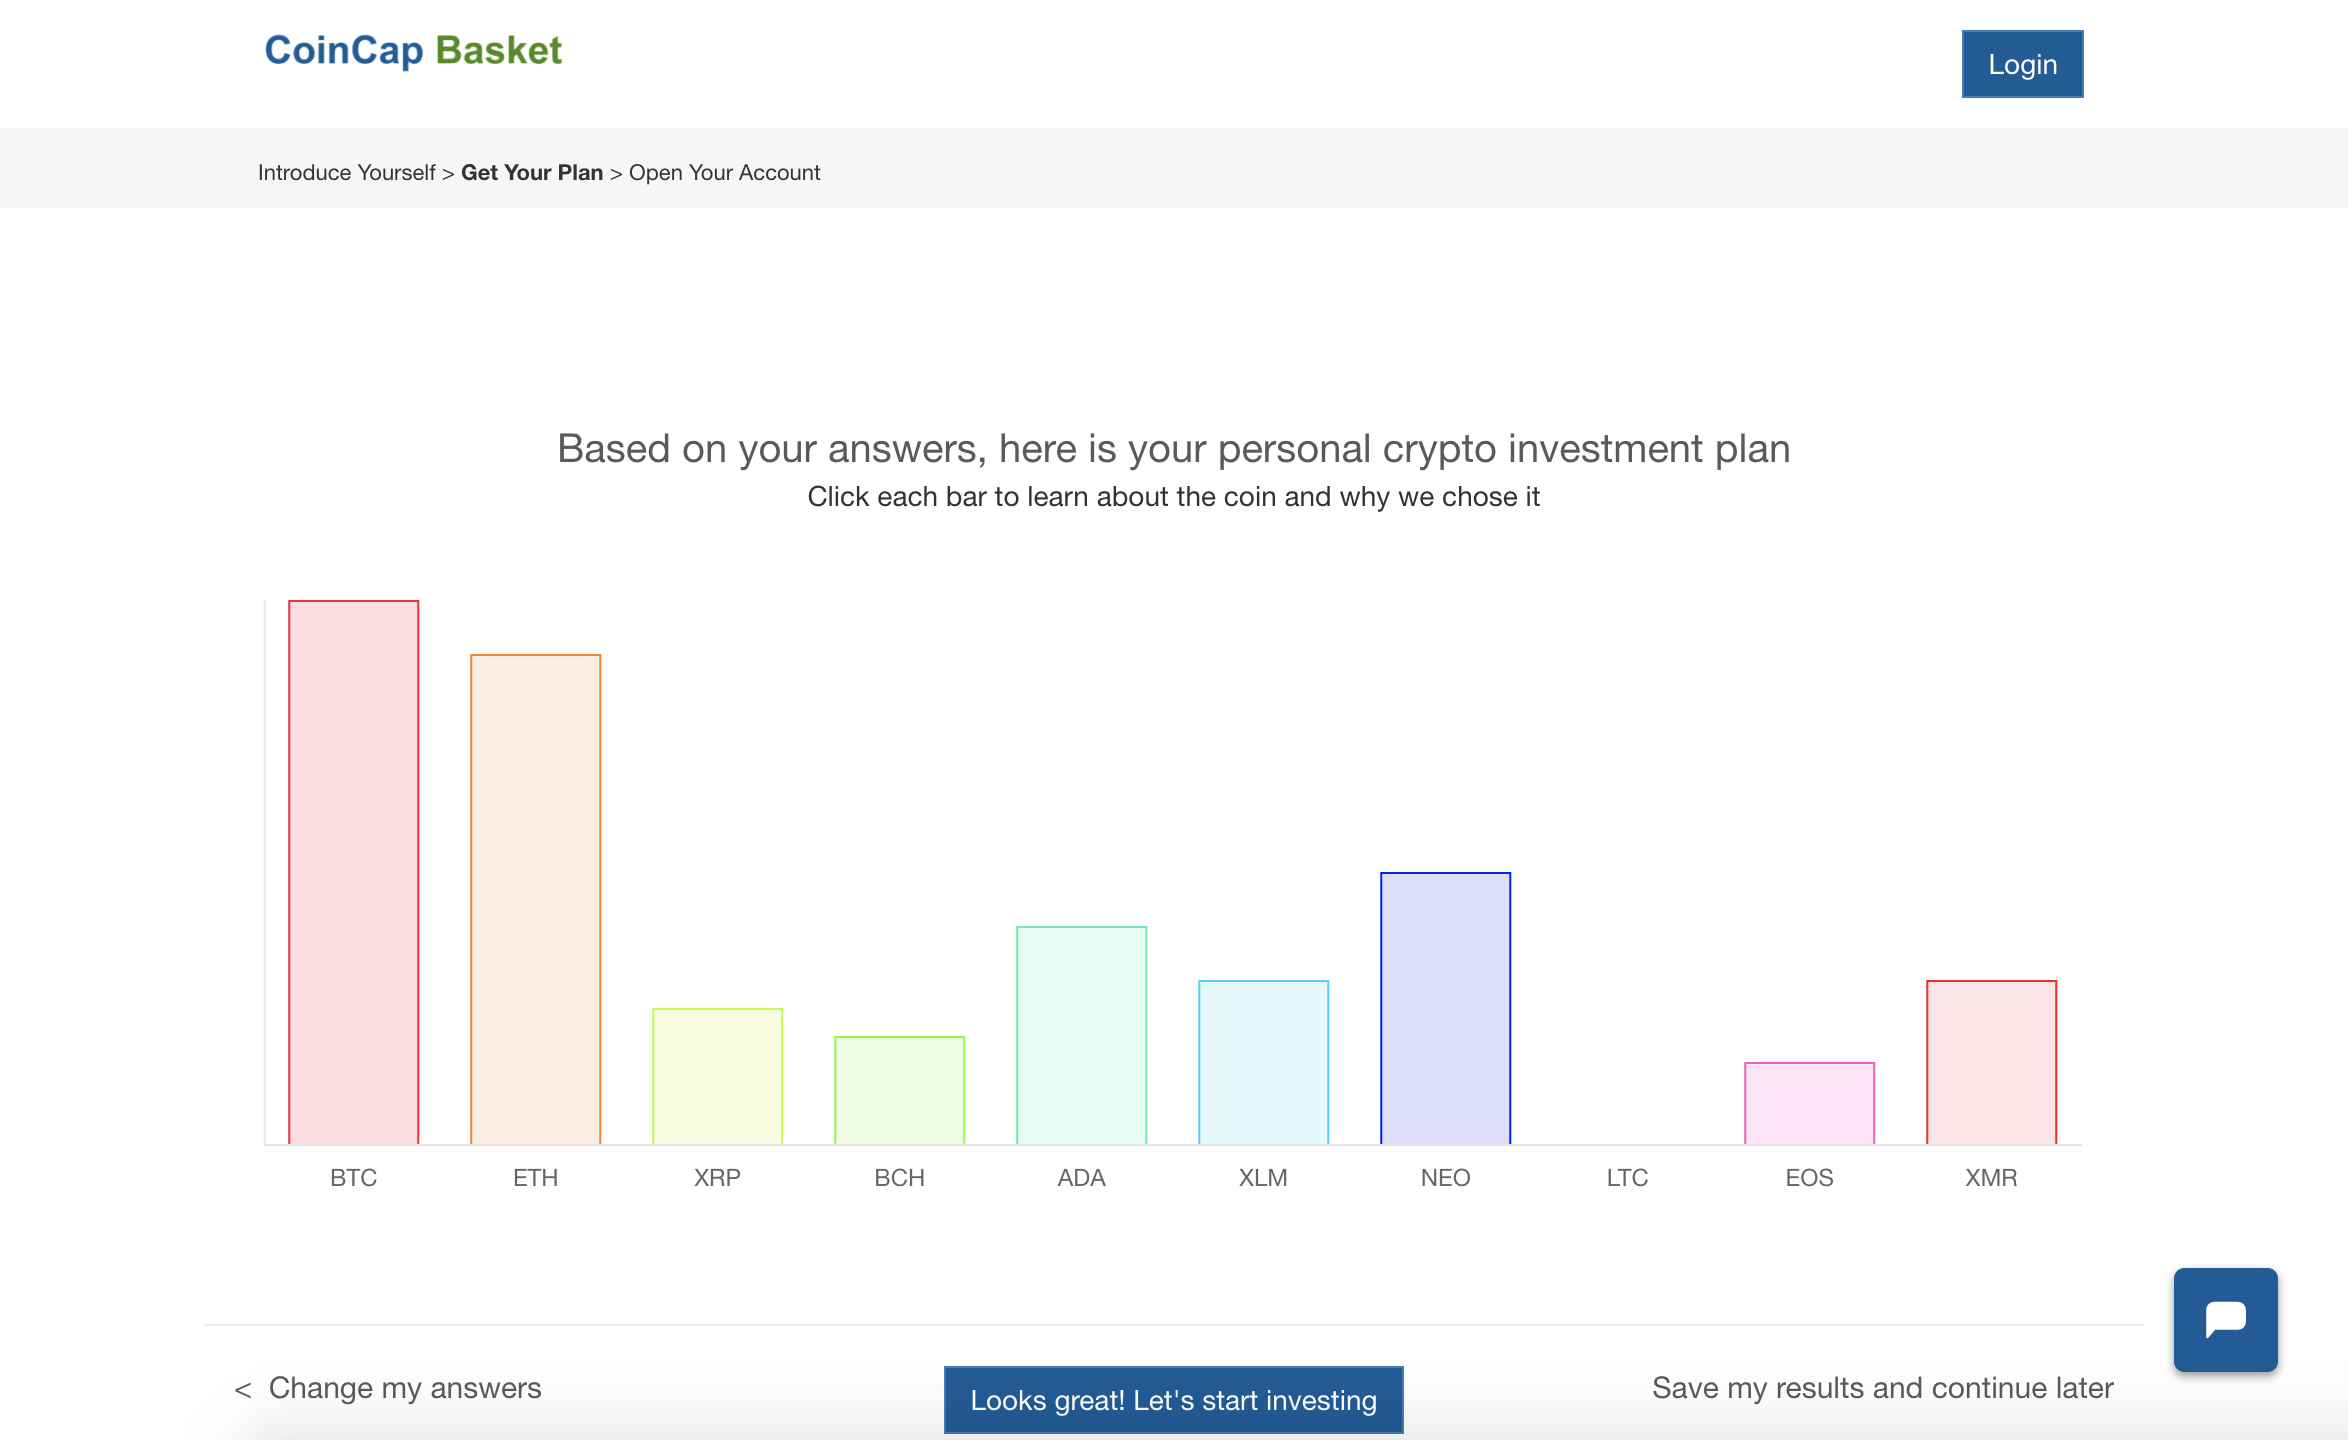 CoinCap Basket
Login
Introduce Yourself > Get Your Plan > Open Your Account
Based on your answers, here is your personal crypto investment plan
Click each bar to learn about the coin and why we chose it
BTC ETH XRP BCH ADA XLM NEO LTC EOS XMR
< Change my answers
Looks great! Let's start investing
Save my results and continue later